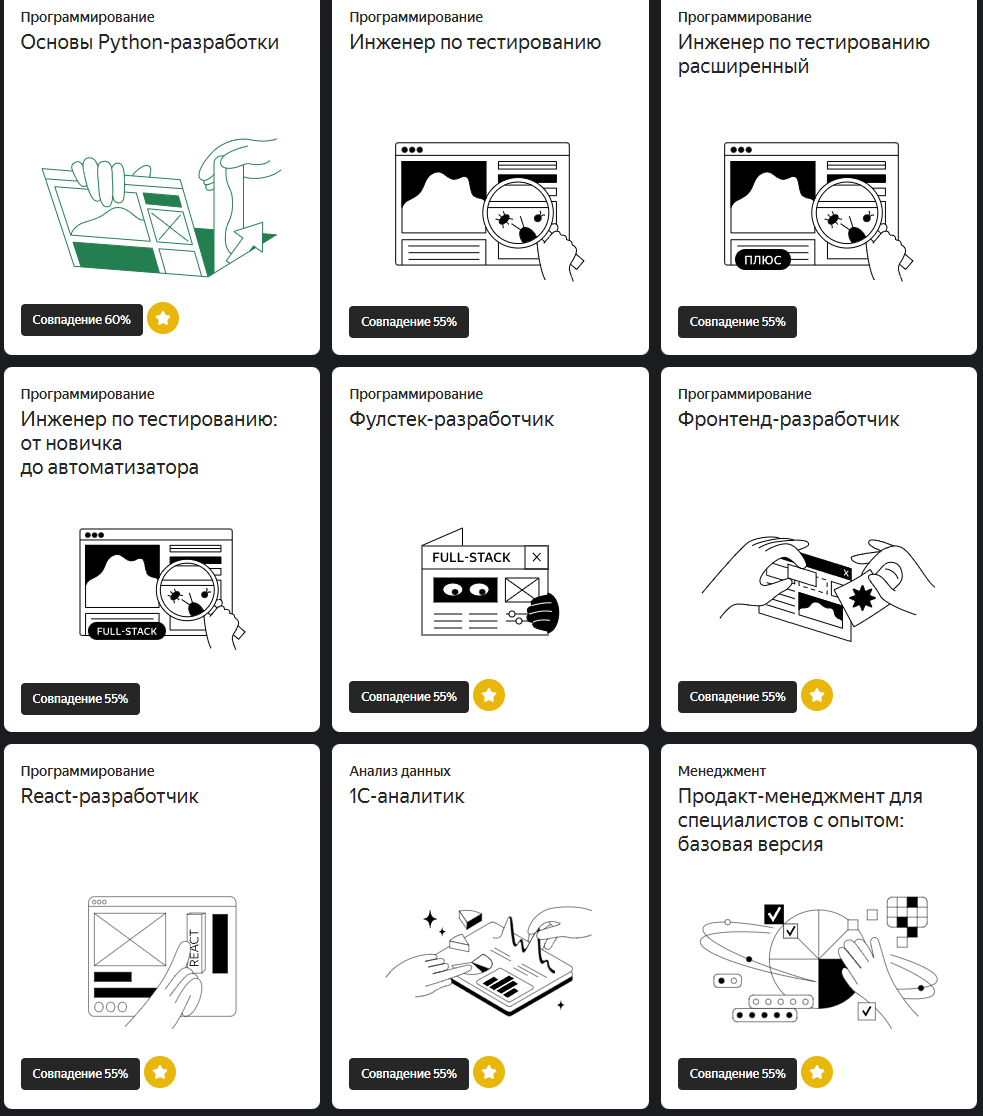 Программирование
Основы Python-разработки
Совпадение 60%
Программирование
Инженер по тестированию
Совпадение 55%
Программирование
Инженер по тестированию
расширенный
ПЛЮС
Совпадение 55%
Программирование
Инженер по тестированию:
от новичка
до автоматизатора
FULL-STACK
Совпадение 55%
Программирование
Фулстек-разработчик
FULL-STACK
X
Совпадение 55%
Программирование
Фронтенд-разработчик
X
Совпадение 55%
Программирование
React-разработчик
REACT
Совпадение 55%
Анализ данных
1С-аналитик
Совпадение 55%
Менеджмент
Продакт-менеджмент для
специалистов с опытом:
базовая версия
Совпадение 55%